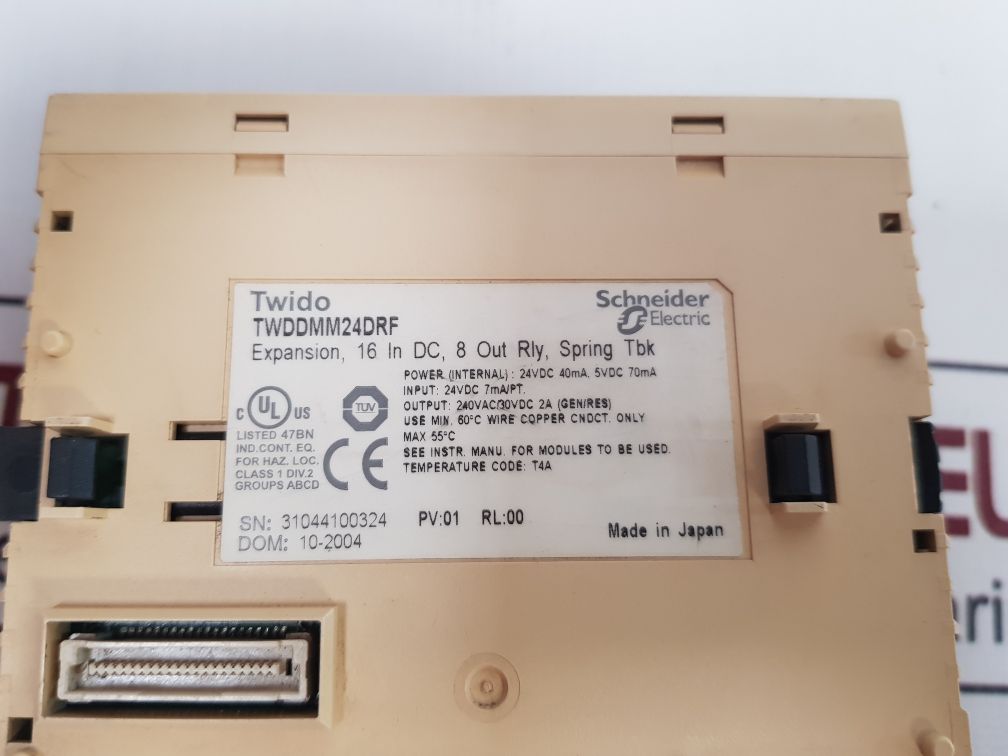 Twido
Schneider
Electric
TWDDMM24DRF
Expansion, 16 In DC, 8 Out Rly, Spring Tbk
POWER (INTERNAL) : 24VDC 40mA, 5VDC 70mA
INPUT: 24VDC 7mA/PT.
OUTPUT: 240VAC/30VDC 2A (GEN/RES)
USE MIN. 60°C WIRE COPPER CNDCT. ONLY
MAX 55°C
SEE INSTR. MANU. FOR MODULES TO BE USED.
TEMPERATURE CODE: T4A
C UL US
TUV
LISTED 47BN
IND.CONT. EQ.
FOR HAZ. LOC.
CLASS 1 DIV.2
GROUPS ABCD
CE
SN: 31044100324 PV:01 RL:00
DOM: 10-2004
Made in Japan
EU
eri